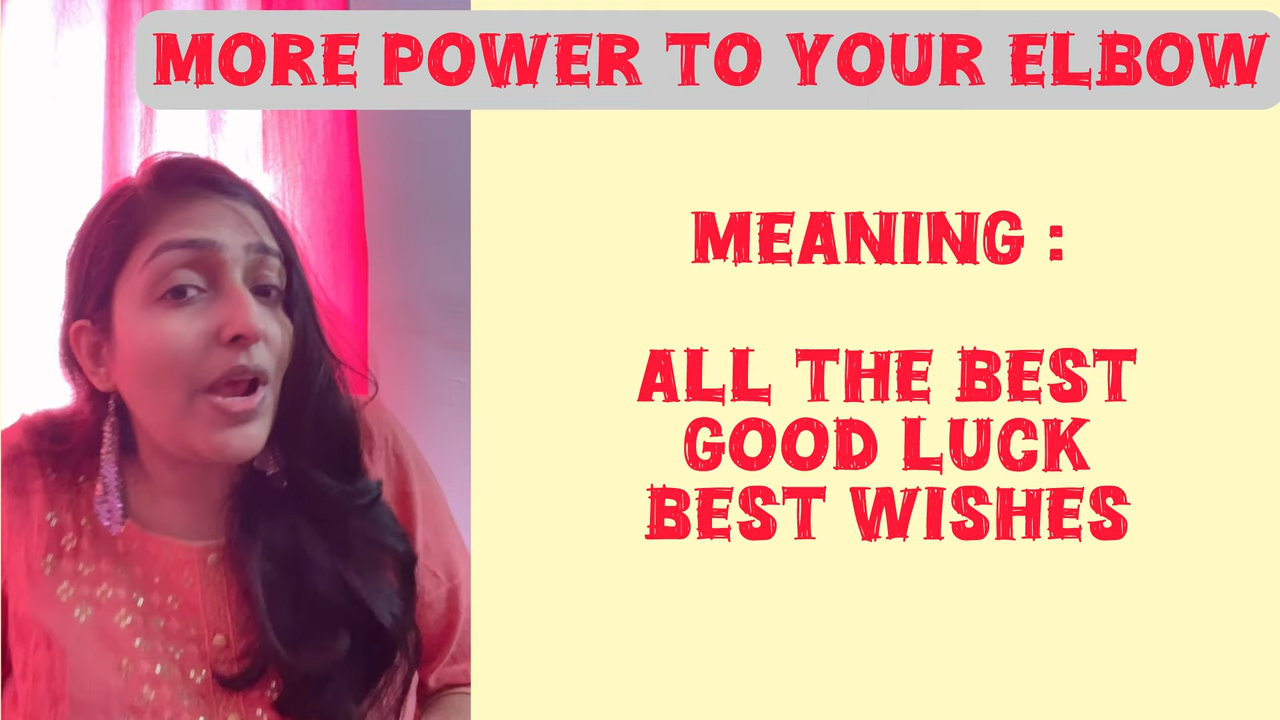 MORE POWER TO YOUR ELBOW
MEANING :
ALL THE BEST
GOOD LUCK
BEST WISHES